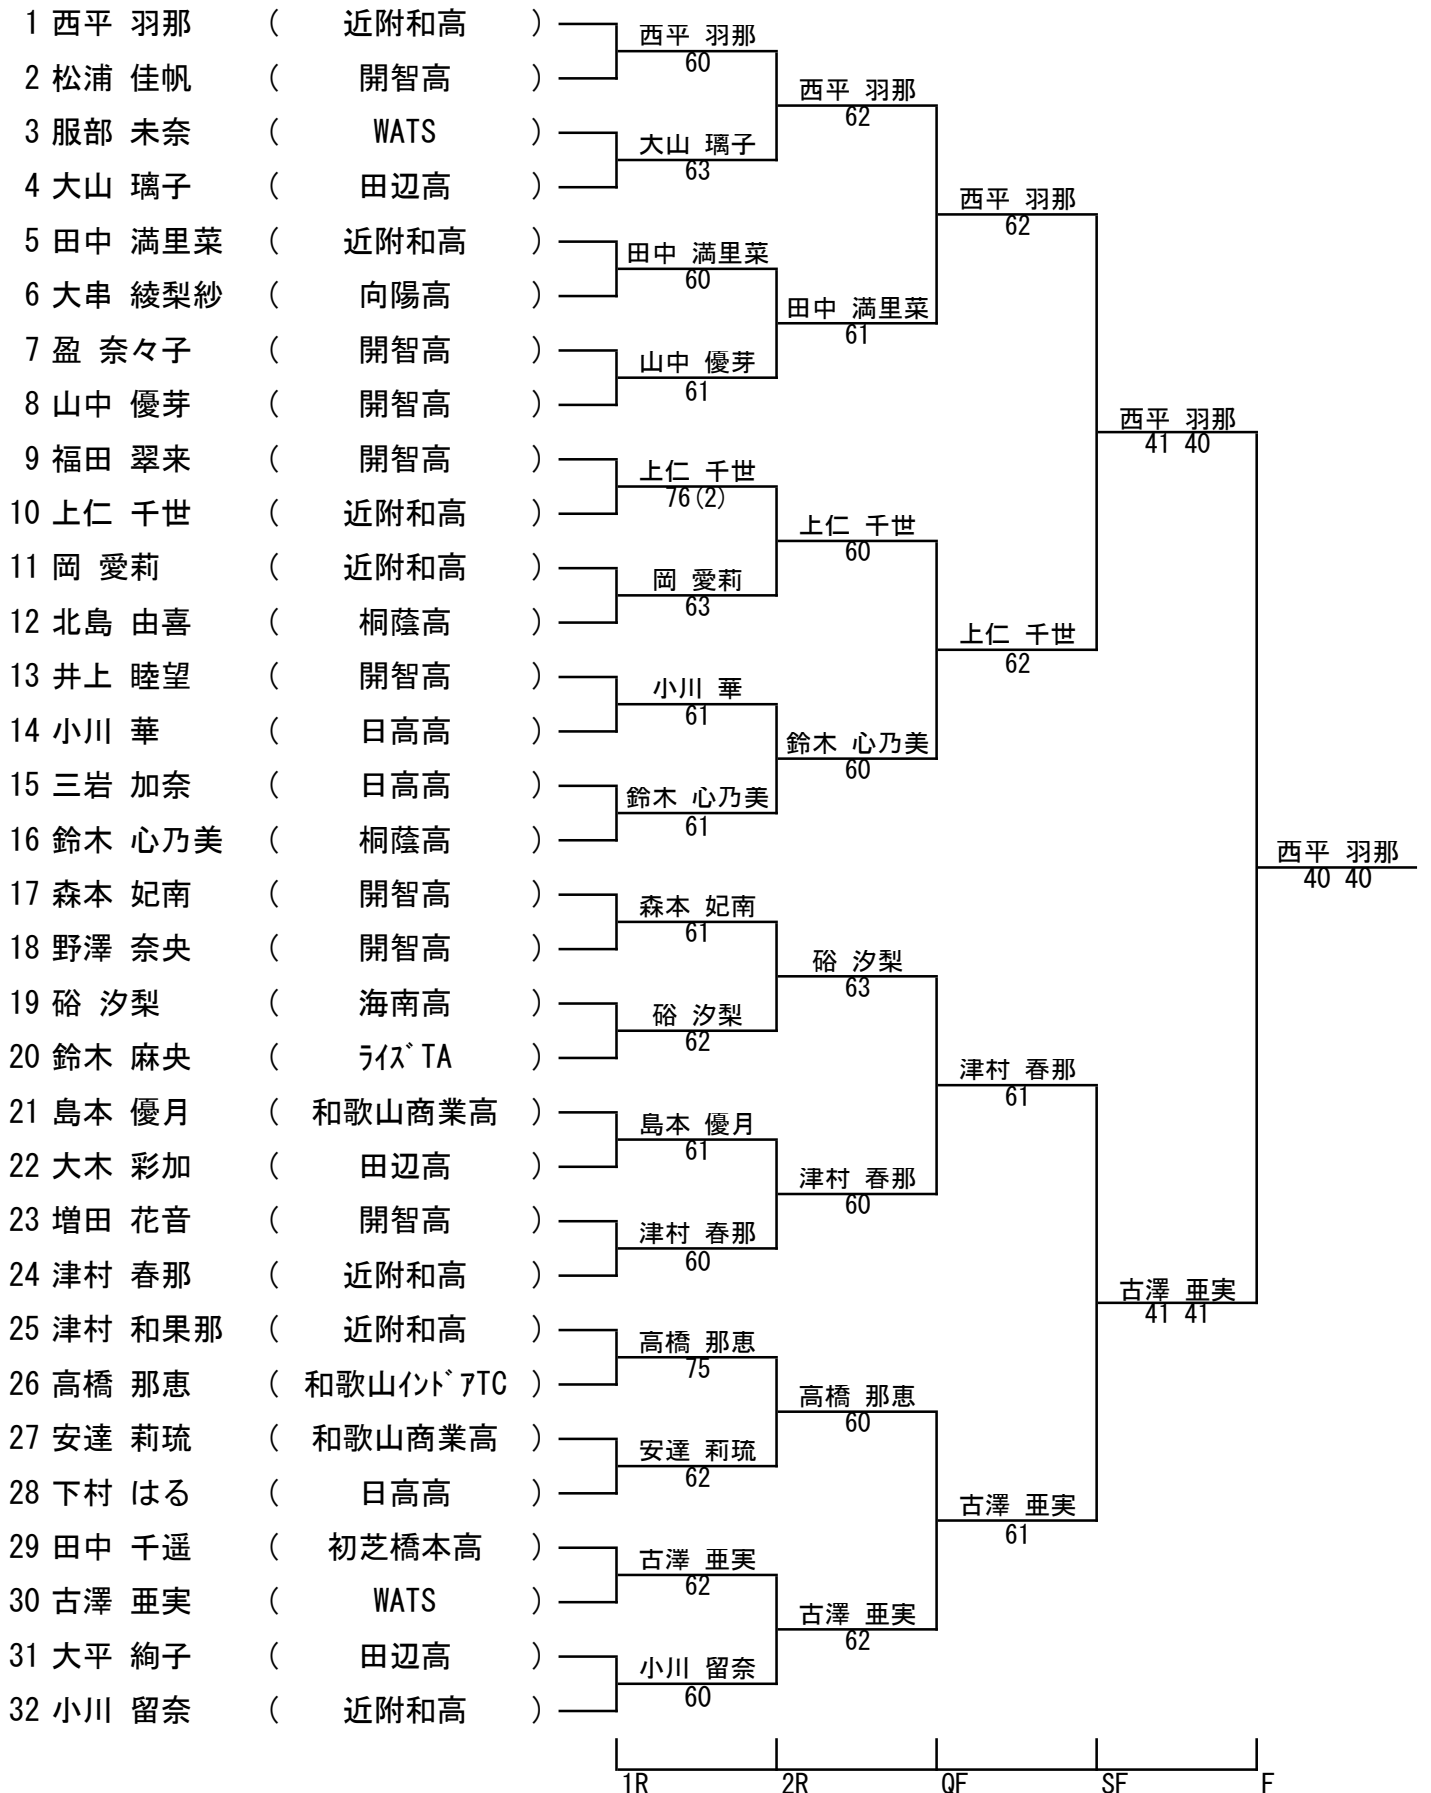 1 西平 羽那 ( 近附和高 )
西平 羽那
60
2 松浦 佳帆 ( 開智高 )
西平 羽那
62
3 服部 未奈 ( WATS )
大山 璃子
63
4 大山 璃子 ( 田辺高 )
西平 羽那
62
5 田中 満里菜 ( 近附和高 )
田中 満里菜
60
6 大串 綾梨紗 ( 向陽高 )
田中 満里菜
61
7 盈 奈々子 ( 開智高 )
山中 優芽
61
8 山中 優芽 ( 開智高 )
西平 羽那
41 40
9 福田 翠来 ( 開智高 )
上仁 千世
76(2)
10 上仁 千世 ( 近附和高 )
上仁 千世
60
11 岡 愛莉 ( 近附和高 )
岡 愛莉
63
12 北島 由喜 ( 桐蔭高 )
上仁 千世
62
13 井上 睦望 ( 開智高 )
小川 華
61
14 小川 華 ( 日高高 )
鈴木 心乃美
60
15 三岩 加奈 ( 日高高 )
鈴木 心乃美
61
16 鈴木 心乃美 ( 桐蔭高 )
西平 羽那
40 40
17 森本 妃南 ( 開智高 )
森本 妃南
61
18 野澤 奈央 ( 開智高 )
硲 汐梨
63
19 硲 汐梨 ( 海南高 )
硲 汐梨
62
20 鈴木 麻央 ( ﾗｲｽﾞTA )
津村 春那
61
21 島本 優月 ( 和歌山商業高 )
島本 優月
61
22 大木 彩加 ( 田辺高 )
津村 春那
60
23 増田 花音 ( 開智高 )
津村 春那
60
24 津村 春那 ( 近附和高 )
古澤 亜実
41 41
25 津村 和果那 ( 近附和高 )
高橋 那恵
75
26 高橋 那恵 ( 和歌山ｲﾝﾄﾞｱTC )
高橋 那恵
60
27 安達 莉琉 ( 和歌山商業高 )
安達 莉琉
62
28 下村 はる ( 日高高 )
古澤 亜実
61
29 田中 千遥 ( 初芝橋本高 )
古澤 亜実
62
30 古澤 亜実 ( WATS )
古澤 亜実
62
31 大平 絢子 ( 田辺高 )
小川 留奈
60
32 小川 留奈 ( 近附和高 )
1R 2R QF SF F